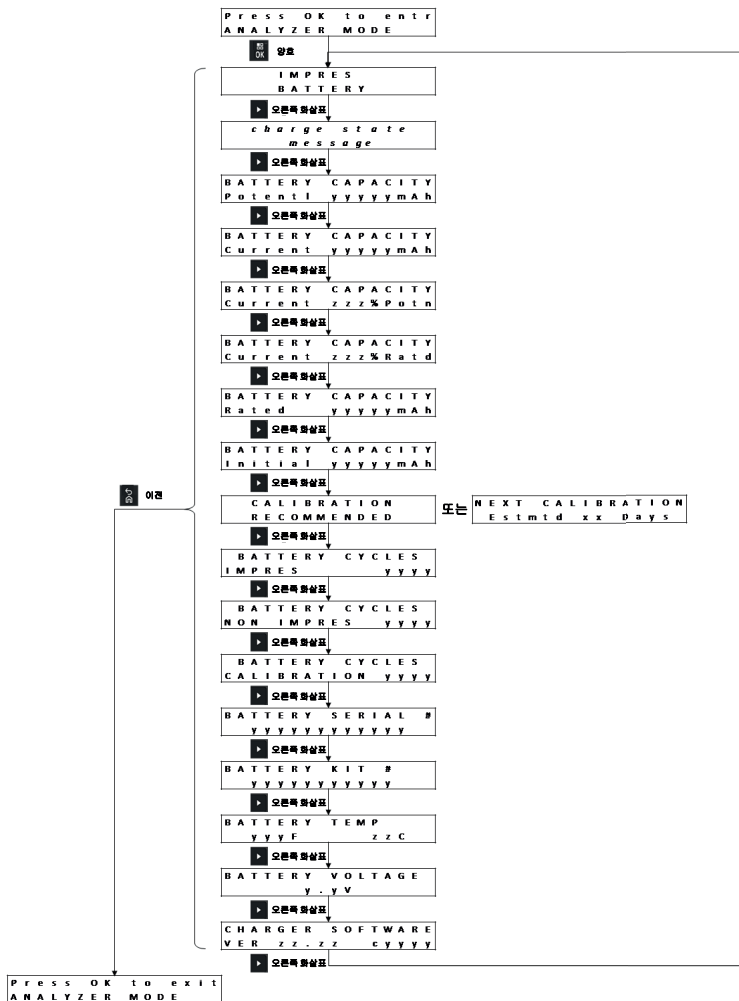 Press OK to entr
ANALYZER MODE
OK 양호
IMPRES
BATTERY
오른쪽 화살표
charge state
message
오른쪽 화살표
BATTERY CAPACITY
Potentl yyyyymAh
오른쪽 화살표
BATTERY CAPACITY
Current yyyyymAh
오른쪽 화살표
BATTERY CAPACITY
Current zzz%Potn
오른쪽 화살표
BATTERY CAPACITY
Current zzz%Ratd
오른쪽 화살표
BATTERY CAPACITY
Rated yyyyymAh
오른쪽 화살표
BATTERY CAPACITY
Initial yyyyymAh
오른쪽 화살표
이전
CALIBRATION
RECOMMENDED
또는
NEXT CALIBRATION
Estmtd xx Days
오른쪽 화살표
BATTERY CYCLES
IMPRES yyyy
오른쪽 화살표
BATTERY CYCLES
NON IMPRES yyyy
오른쪽 화살표
BATTERY CYCLES
CALIBRATION yyyy
오른쪽 화살표
BATTERY SERIAL #
yyyyyyyyyyyy
오른쪽 화살표
BATTERY KIT #
yyyyyyyyyy
오른쪽 화살표
BATTERY TEMP
yyyF zzC
오른쪽 화살표
BATTERY VOLTAGE
y.yV
오른쪽 화살표
CHARGER SOFTWARE
VER zz.zz cyyyy
오른쪽 화살표
Press OK to exit
ANALYZER MODE